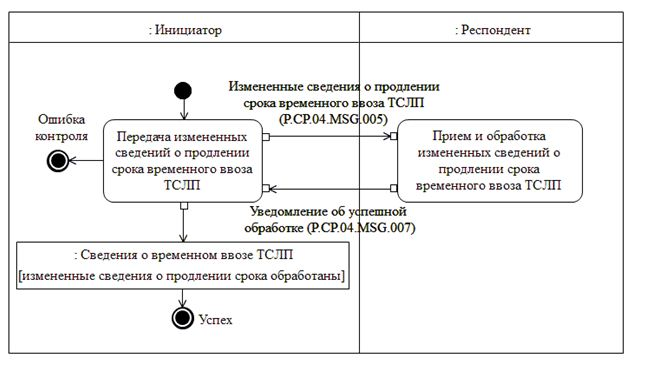 : Инициатор
: Респондент
Измененные сведения о продлении
срока временного ввоза ТСЛП
(P.CP.04.MSG.005)
Ошибка
контроля
Передача измененных
сведений о продлении
срока временного ввоза
ТСЛП
Прием и обработка
измененных сведений о
продлении срока
временного ввоза ТСЛП
Уведомление об успешной
обработке (P.CP.04.MSG.007)
: Сведения о временном ввозе ТСЛП
[измененные сведения о продлении срока обработаны]
Успех